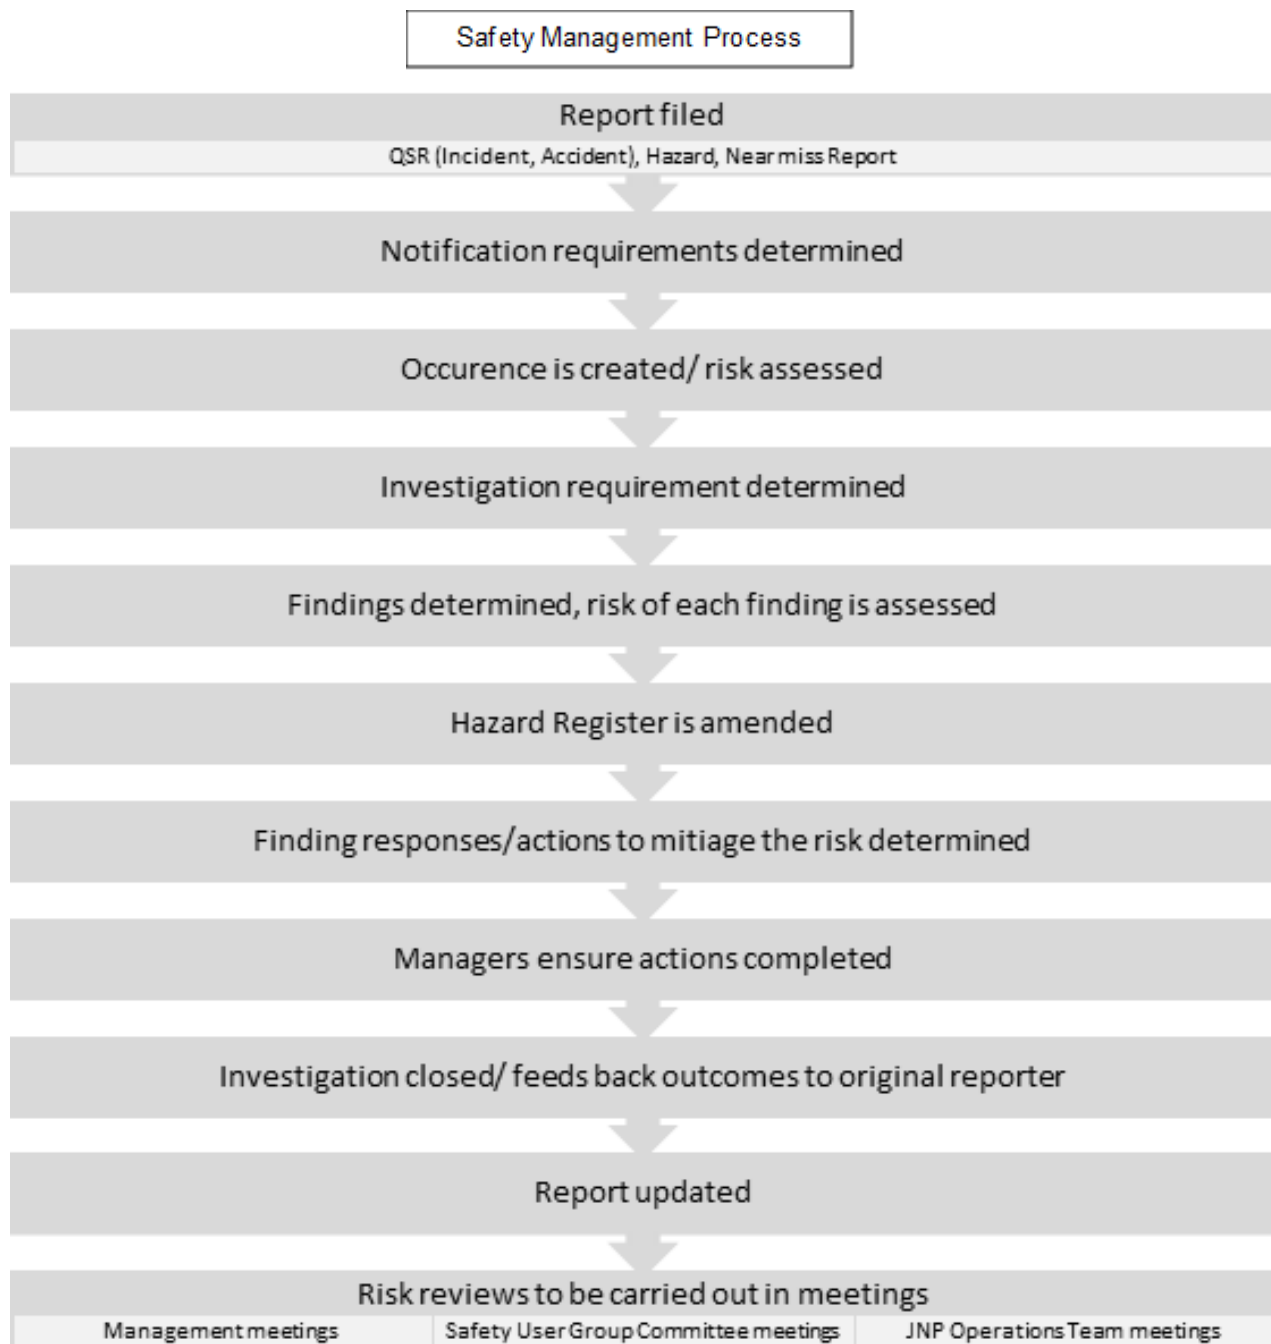 Safety Management Process
Report filed
QSR (Incident, Accident), Hazard, Near miss Report
Notification requirements determined
Occurence is created/ risk assessed
Investigation requirement determined
Findings determined, risk of each finding is assessed
Hazard Register is amended
Finding responses/actions to mitiage the risk determined
Managers ensure actions completed
Investigation closed/ feeds back outcomes to original reporter
Report updated
Risk reviews to be carried out in meetings
Management meetings
Safety User Group Committee meetings
JNP Operations Team meetings